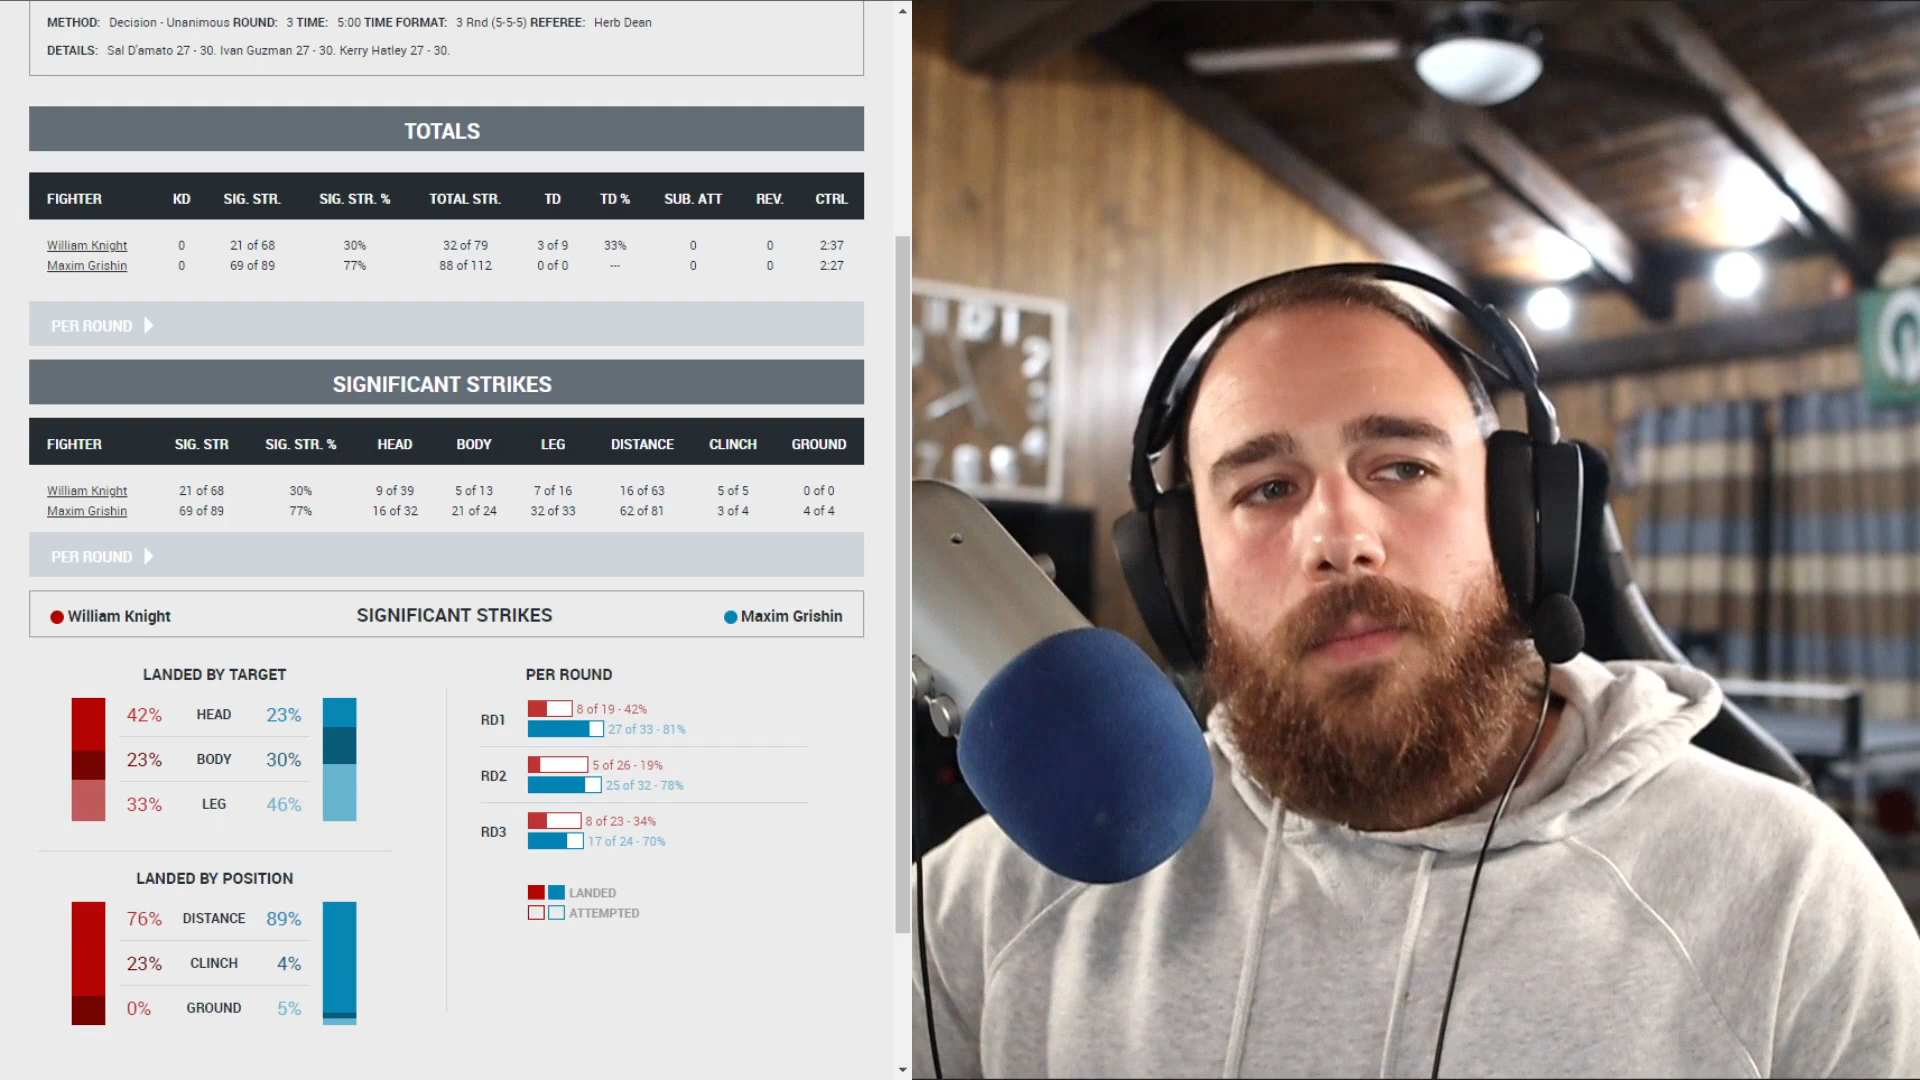 METHOD: Decision - Unanimous ROUND: 3 TIME: 5:00 TIME FORMAT: 3 Rnd (5-5-5) REFEREE: Herb Dean
DETAILS: Sal D'amato 27 - 30. Ivan Guzman 27 - 30. Kerry Hatley 27 - 30.
TOTALS
FIGHTER KD SIG. STR. SIG. STR. % TOTAL STR. TD TD % SUB. ATT REV. CTRL
William Knight 0 21 of 68 30% 32 of 79 3 of 9 33% 0 0 2:37
Maxim Grishin 0 69 of 89 77% 88 of 112 0 of 0 --- 0 0 2:27
PER ROUND
SIGNIFICANT STRIKES
FIGHTER SIG. STR SIG. STR. % HEAD BODY LEG DISTANCE CLINCH GROUND
William Knight 21 of 68 30% 9 of 39 5 of 13 7 of 16 16 of 63 5 of 5 0 of 0
Maxim Grishin 69 of 89 77% 16 of 32 21 of 24 32 of 33 62 of 81 3 of 4 4 of 4
PER ROUND
William Knight SIGNIFICANT STRIKES Maxim Grishin
LANDED BY TARGET
42% HEAD 23%
23% BODY 30%
33% LEG 46%
LANDED BY POSITION
76% DISTANCE 89%
23% CLINCH 4%
0% GROUND 5%
PER ROUND
RD1
8 of 19 - 42%
27 of 33 - 81%
RD2
5 of 26 - 19%
25 of 32 - 78%
RD3
8 of 23 - 34%
17 of 24 - 70%
LANDED
ATTEMPTED